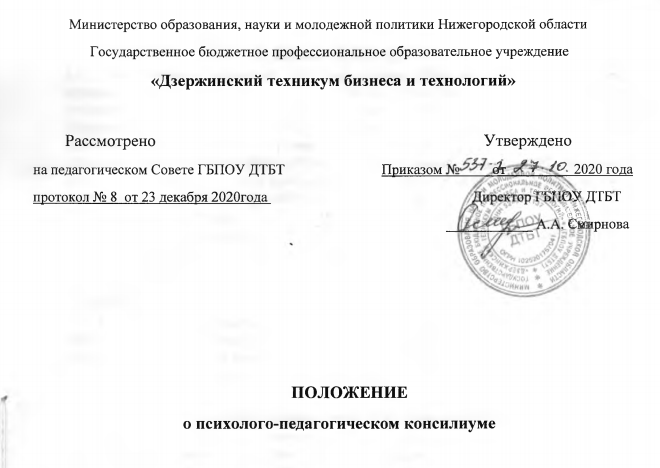 Министерство образования, науки и молодежной политики Нижегородской области
Государственное бюджетное профессиональное образовательное учреждение
«Дзержинский техникум бизнеса и технологий»
Рассмотрено
на педагогическом Совете ГБПОУ ДТБТ
протокол № 8 от 23 декабря 2020года
Утверждено
Приказом № от 27.10. 2020 года
Директор ГБПОУ ДТБТ
А.А. Смирнова
ГБПОУ
ДТБТ
ПОЛОЖЕНИЕ
о психолого-педагогическом консилиуме